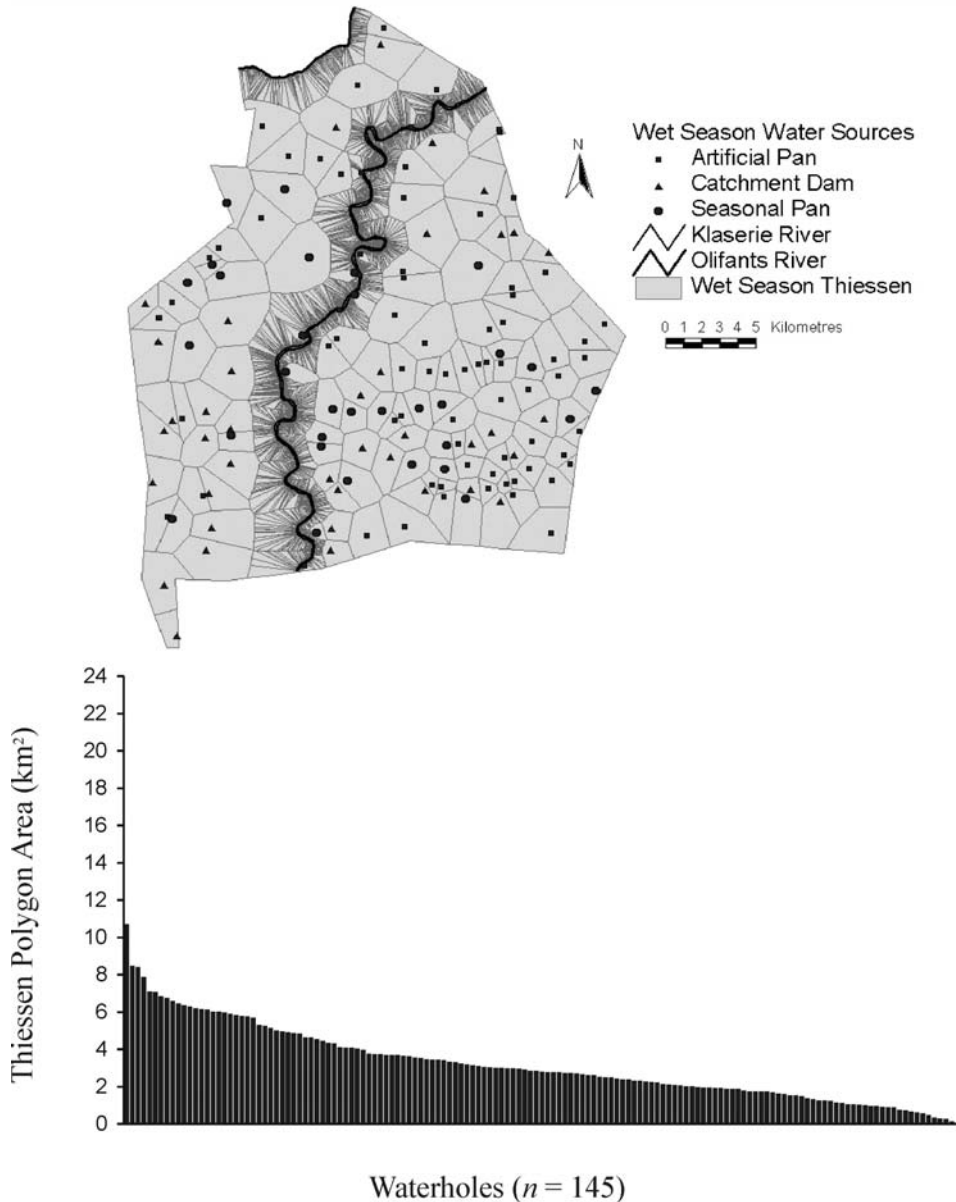 N
Wet Season Water Sources
Artificial Pan
Catchment Dam
Seasonal Pan
Klaserie River
Olifants River
Wet Season Thiessen
0 1 2 3 4 5 Kilometres
Thiessen Polygon Area (km²)
24
22
20
18
16
14
12
10
8
6
4
2
0
Waterholes (n = 145)